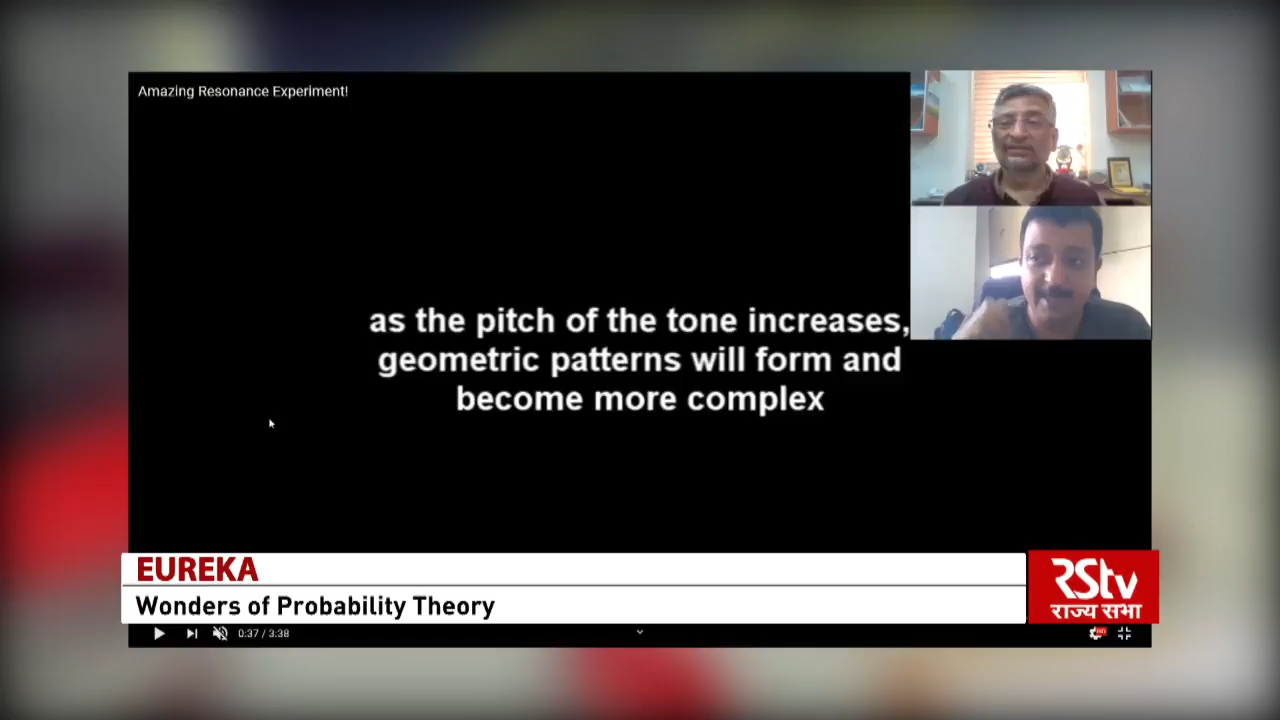 Amazing Resonance Experiment!
as the pitch of the tone increases,
geometric patterns will form and
become more complex
EUREKA
Wonders of Probability Theory
RStv
राज्य सभा
0:37 / 3:38
HD